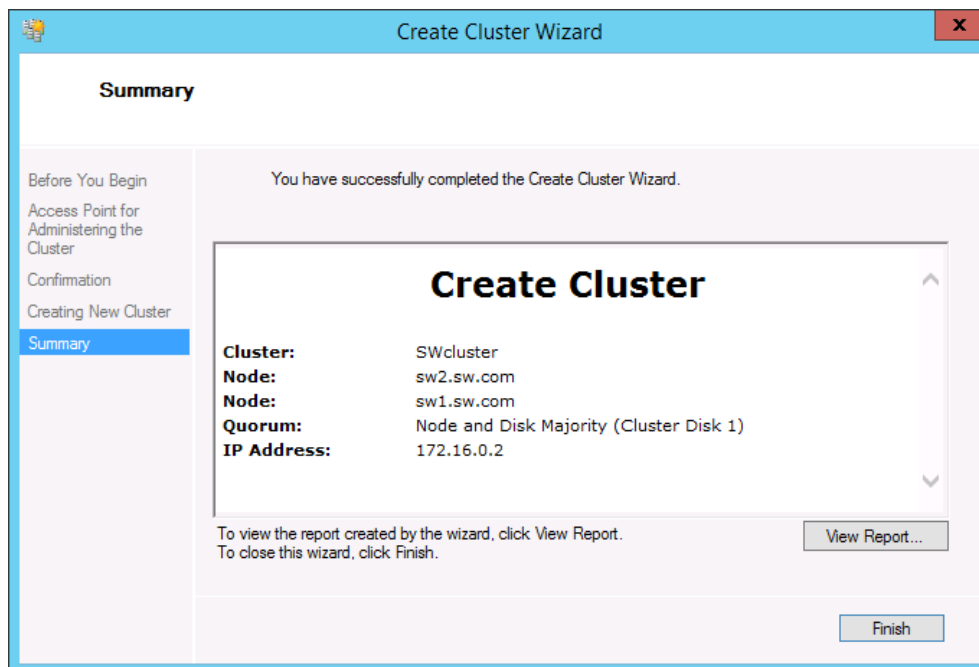 Create Cluster Wizard
x
Summary
Before You Begin
Access Point for
Administering the
Cluster
Confirmation
Creating New Cluster
Summary
You have successfully completed the Create Cluster Wizard.
Create Cluster
Cluster: SWcluster
Node: sw2.sw.com
Node: sw1.sw.com
Quorum: Node and Disk Majority (Cluster Disk 1)
IP Address: 172.16.0.2
To view the report created by the wizard, click View Report.
To close this wizard, click Finish.
View Report...
Finish